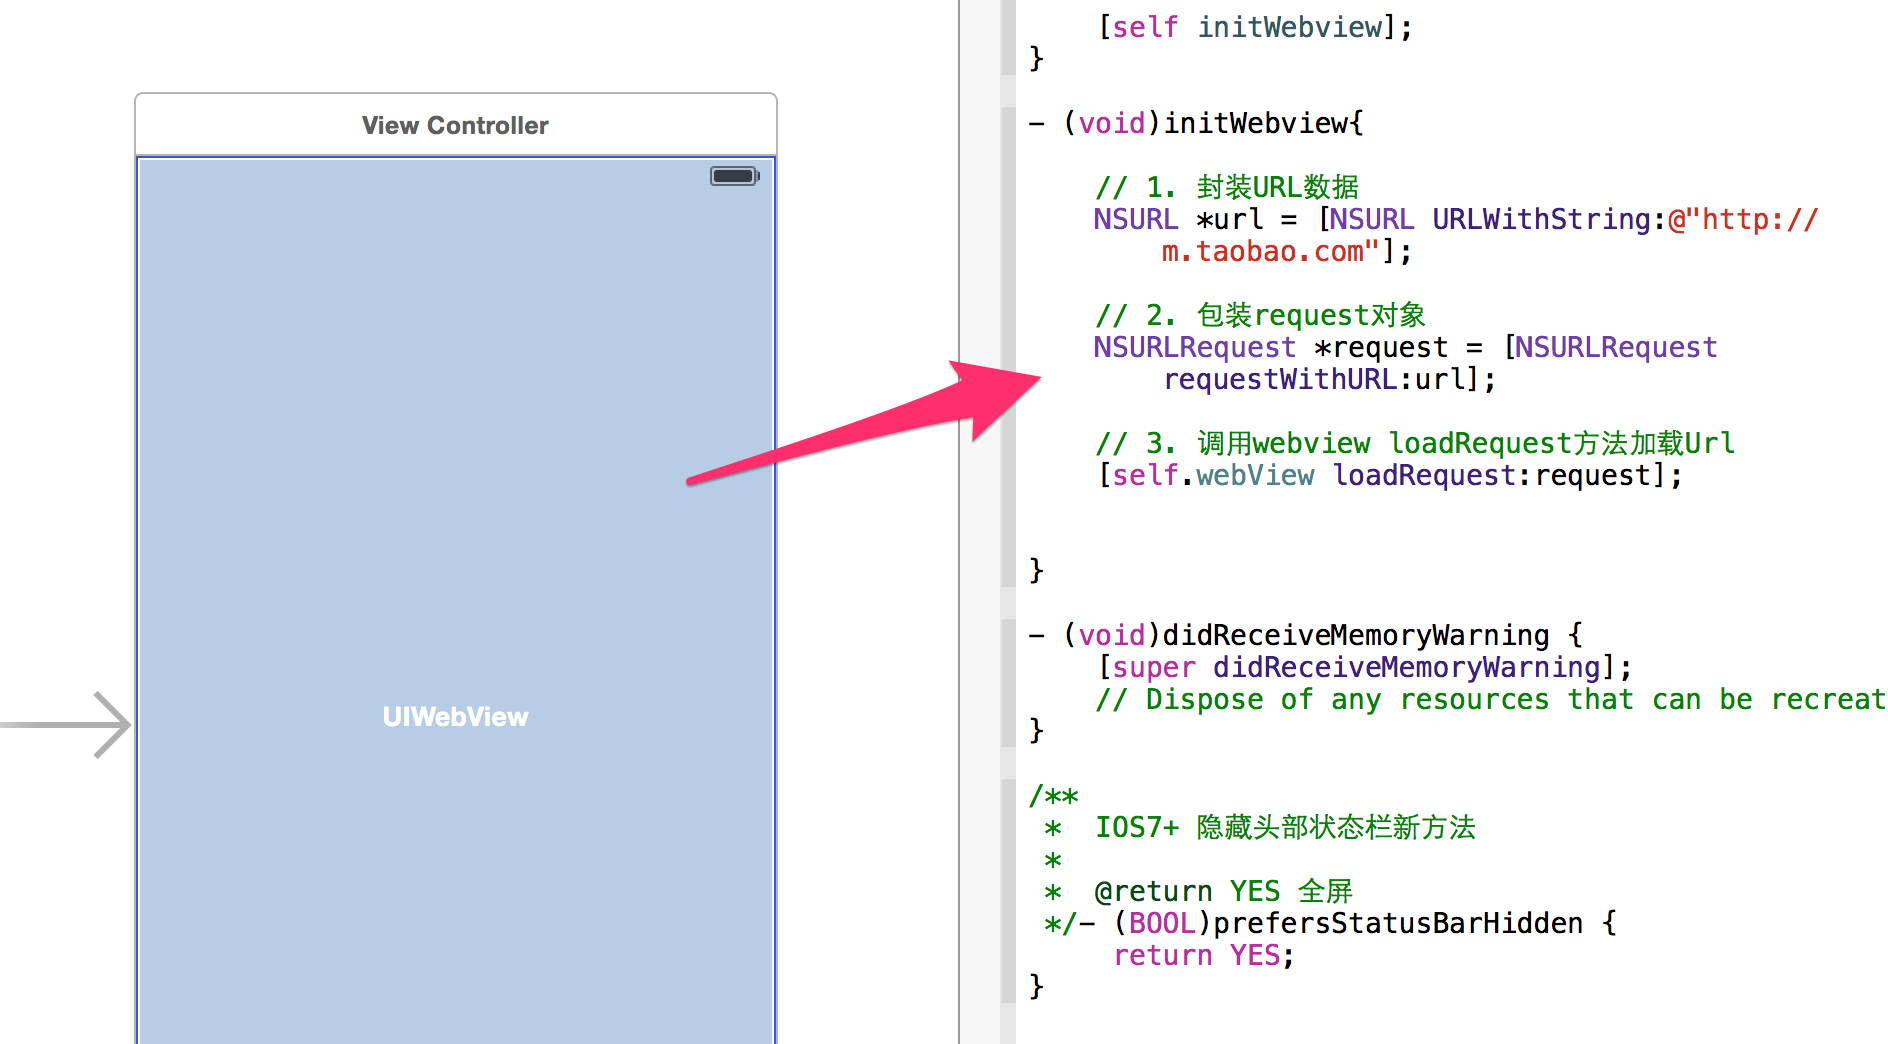 View Controller
UIWebView
[self initWebview];
}
- (void)initWebview{
// 1. 封装URL数据
NSURL *url = [NSURL URLWithString:@"http://
m.taobao.com"];
// 2. 包装request对象
NSURLRequest *request = [NSURLRequest
requestWithURL:url];
// 3. 调用webview loadRequest方法加载Url
[self.webView loadRequest:request];
}
- (void)didReceiveMemoryWarning {
[super didReceiveMemoryWarning];
// Dispose of any resources that can be recreat
}
/**
*  IOS7+ 隐藏头部状态栏新方法
*
*  @return YES 全屏
*/- (BOOL)prefersStatusBarHidden {
return YES;
}